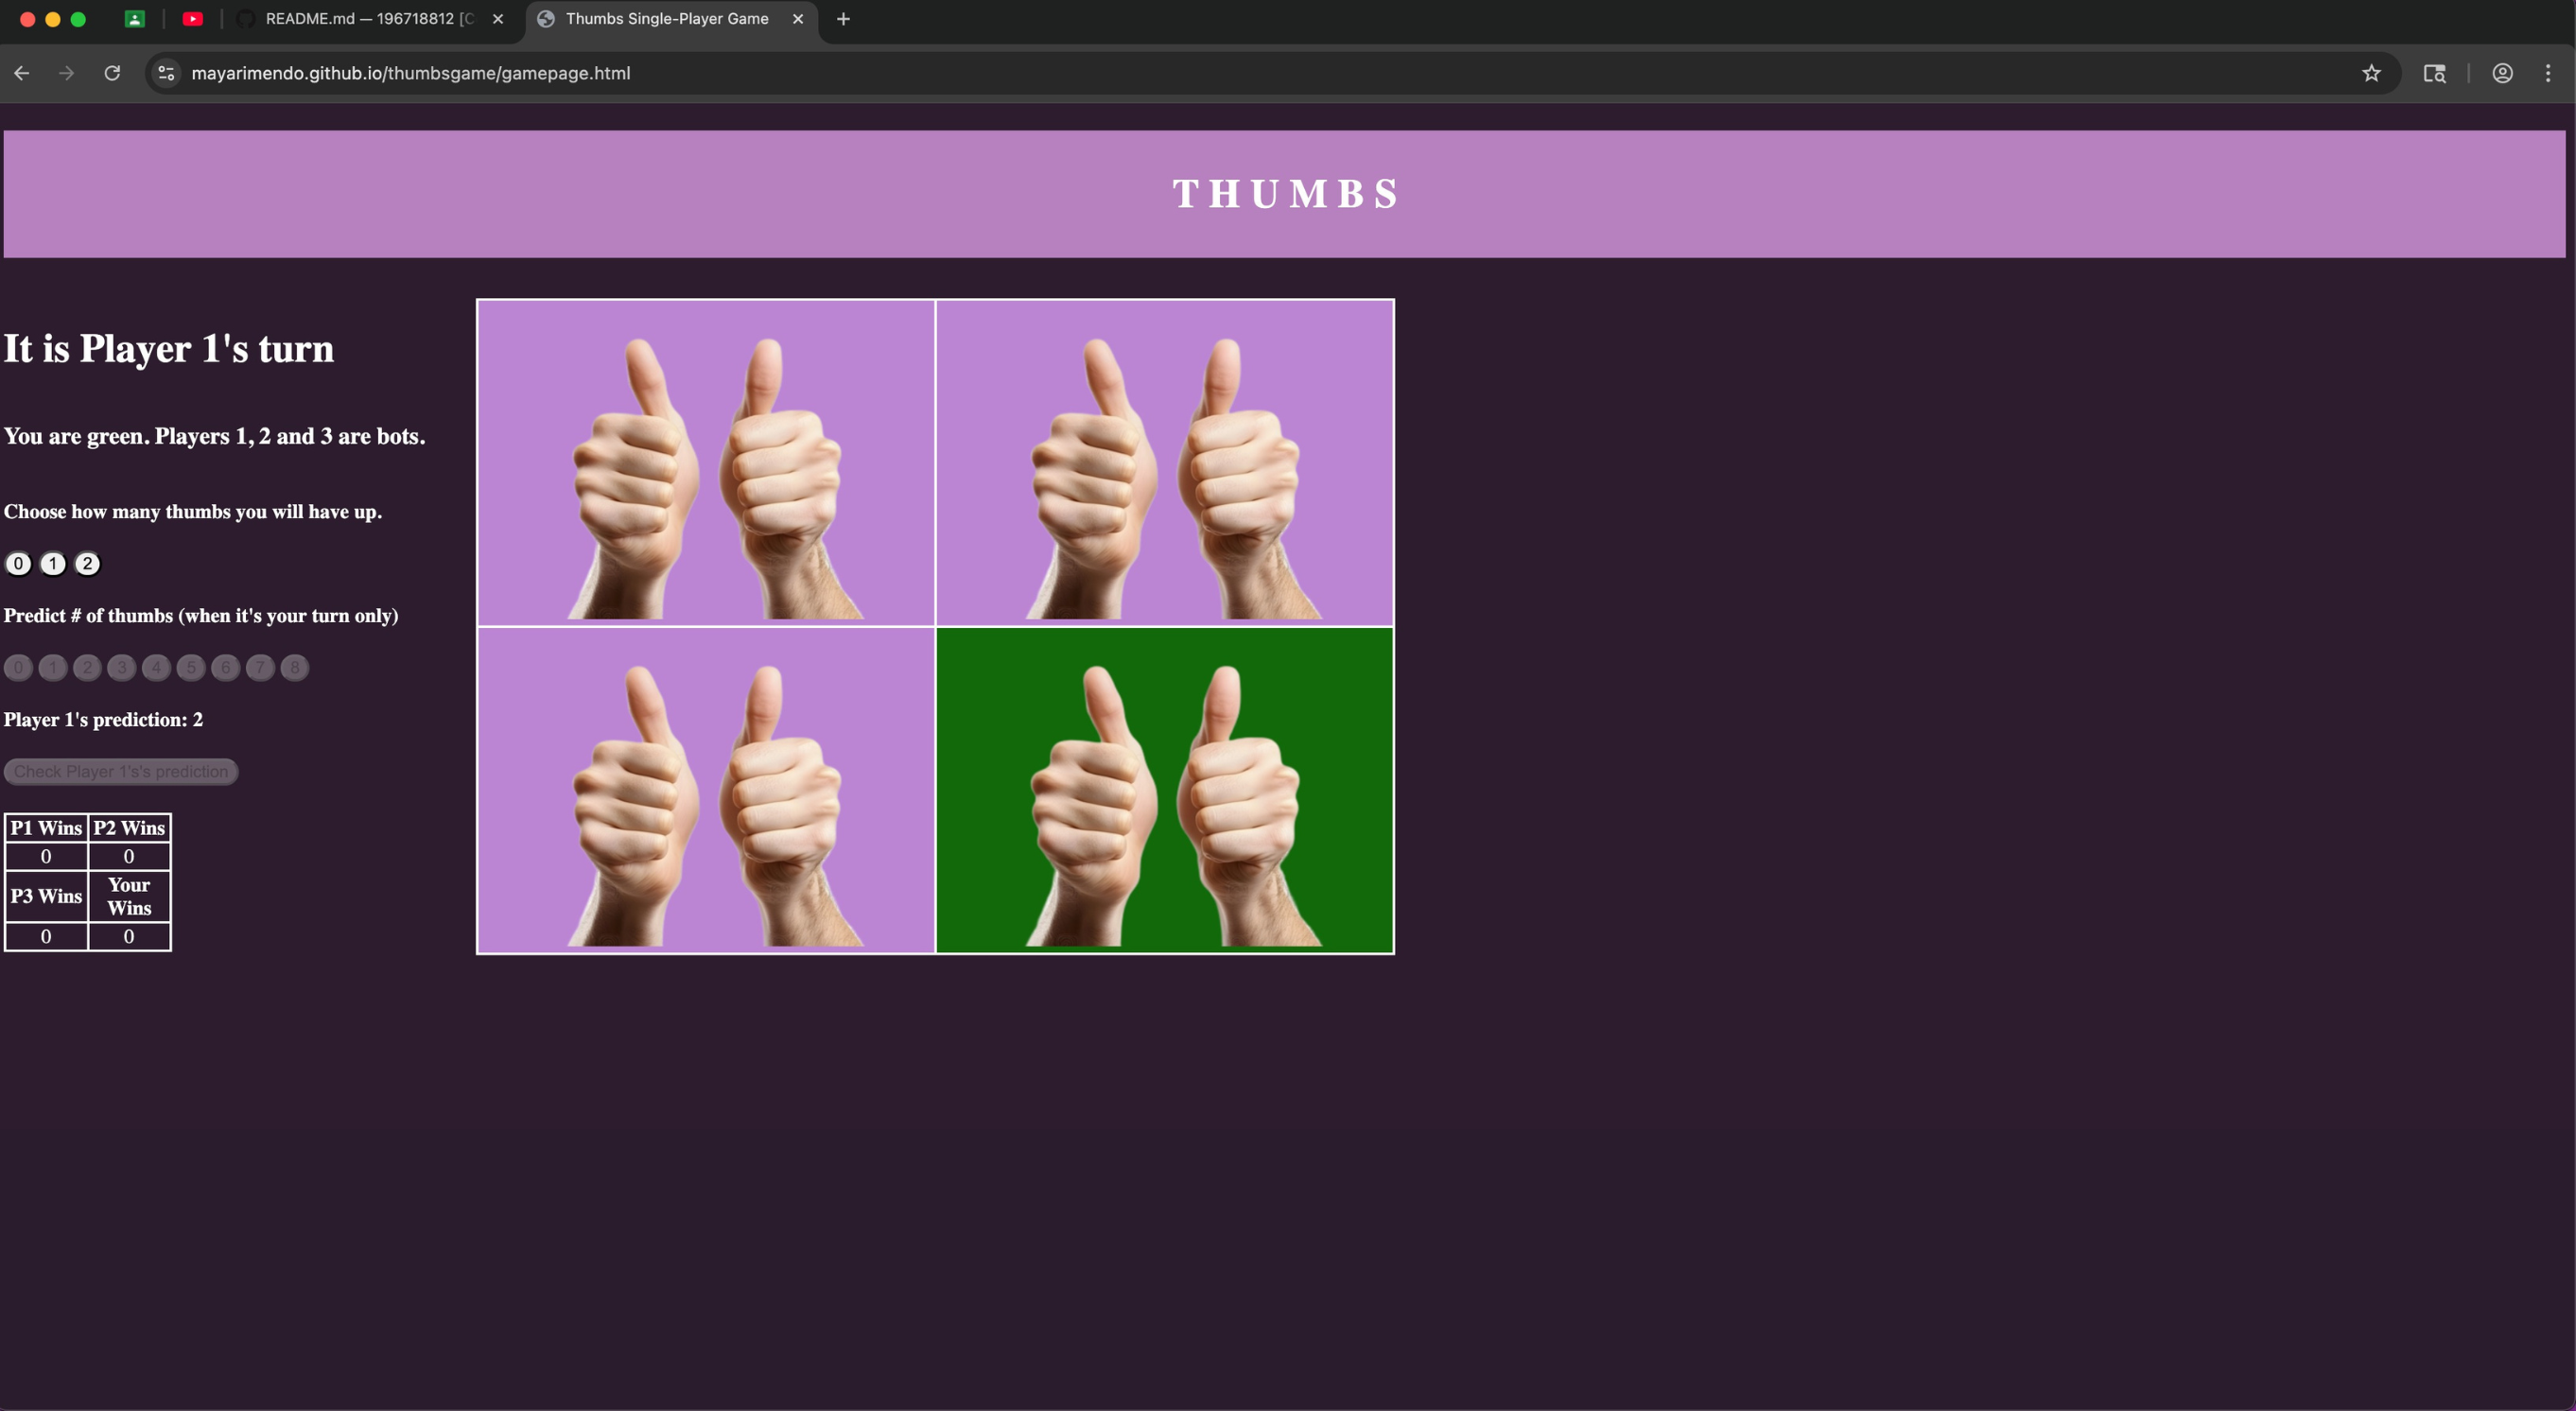 README.md — 196718812 [C
Thumbs Single-Player Game
mayarimendo.github.io/thumbsgame/gamepage.html
THUMBS
It is Player 1's turn
You are green. Players 1, 2 and 3 are bots.
Choose how many thumbs you will have up.
0 1 2
Predict # of thumbs (when it's your turn only)
0 1 2 3 4 5 6 7 8
Player 1's prediction: 2
Check Player 1's's prediction
P1 Wins P2 Wins
0 0
P3 Wins Your Wins
0 0